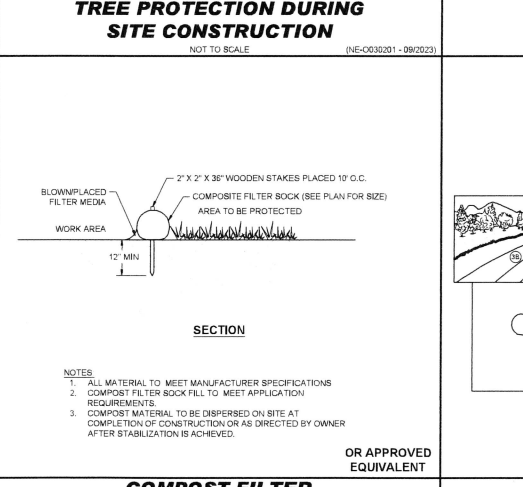 TREE PROTECTION DURING
SITE CONSTRUCTION
NOT TO SCALE
(NE-O030201 - 09/2023)
2" X 2" X 36" WOODEN STAKES PLACED 10' O.C.
BLOWN/PLACED
FILTER MEDIA
COMPOSITE FILTER SOCK (SEE PLAN FOR SIZE)
AREA TO BE PROTECTED
WORK AREA
12" MIN
SECTION
NOTES
1. ALL MATERIAL TO MEET MANUFACTURER SPECIFICATIONS
2. COMPOST FILTER SOCK FILL TO MEET APPLICATION
REQUIREMENTS.
3. COMPOST MATERIAL TO BE DISPERSED ON SITE AT
COMPLETION OF CONSTRUCTION OR AS DIRECTED BY OWNER
AFTER STABILIZATION IS ACHIEVED.
OR APPROVED
EQUIVALENT
COMPOST FILTER